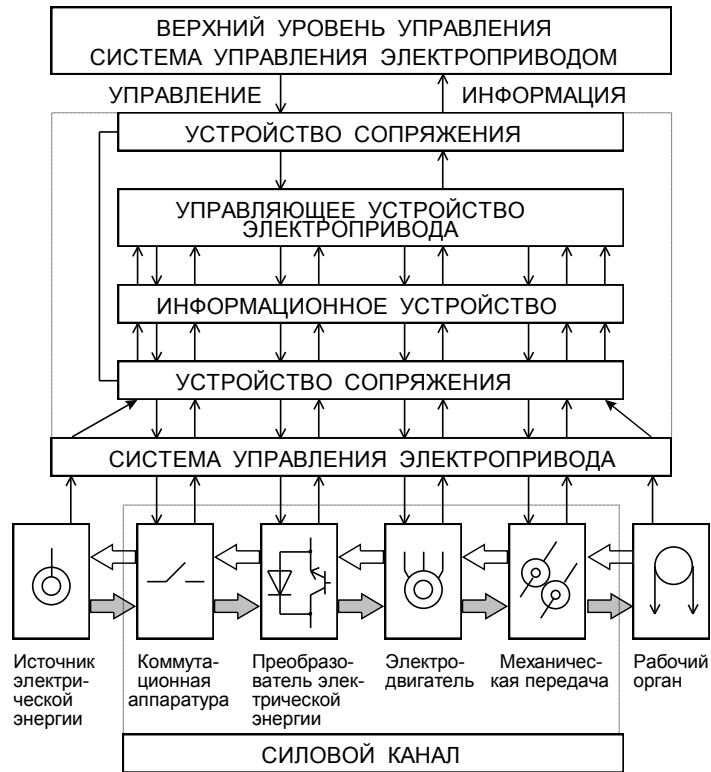 ВЕРХНИЙ УРОВЕНЬ УПРАВЛЕНИЯ
СИСТЕМА УПРАВЛЕНИЯ ЭЛЕКТРОПРИВОДОМ
УПРАВЛЕНИЕ
ИНФОРМАЦИЯ
УСТРОЙСТВО СОПРЯЖЕНИЯ
УПРАВЛЯЮЩЕЕ УСТРОЙСТВО
ЭЛЕКТРОПРИВОДА
ИНФОРМАЦИОННОЕ УСТРОЙСТВО
УСТРОЙСТВО СОПРЯЖЕНИЯ
СИСТЕМА УПРАВЛЕНИЯ ЭЛЕКТРОПРИВОДА
Источник
электри-
ческой
энергии
Коммута-
ционная
аппаратура
Преобразо-
ватель элек-
трической
энергии
Электро-
двигатель
Механичес-
кая передача
Рабочий
орган
СИЛОВОЙ КАНАЛ